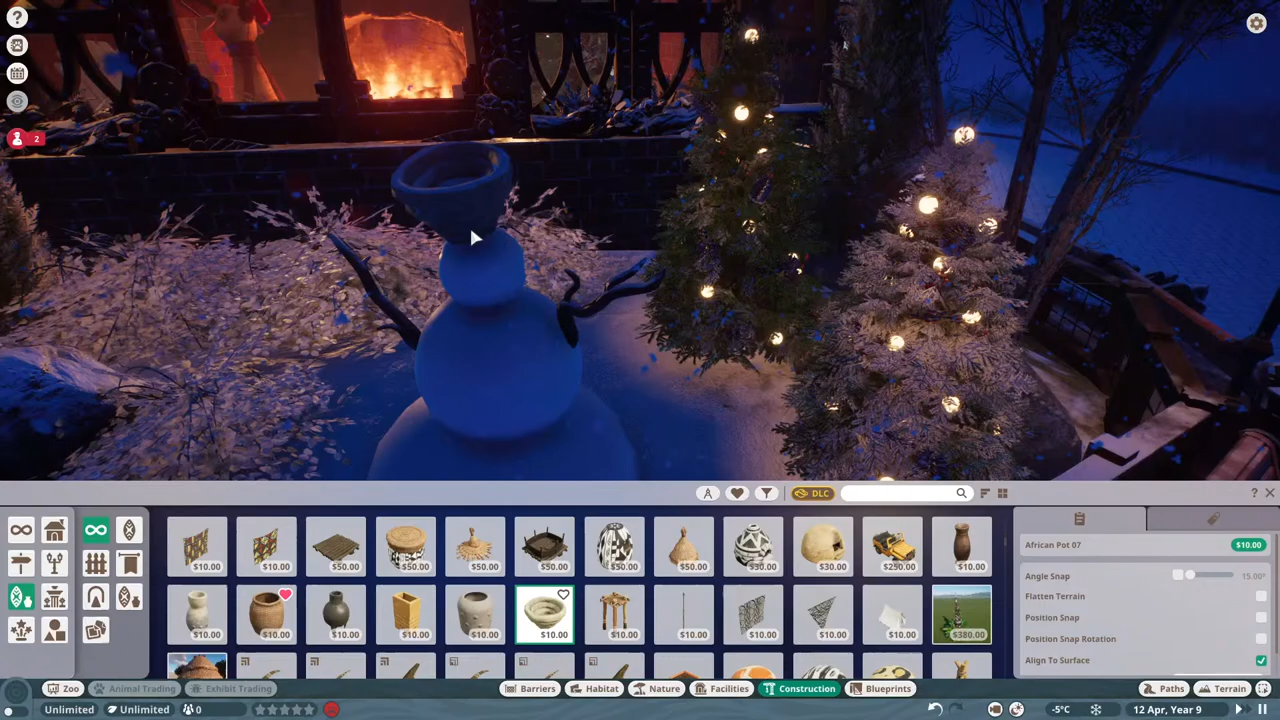 ?
2
DLC
? ×
$10.00 $10.00 $50.00 $50.00 $50.00 $50.00 $50.00 $50.00 $30.00 $30.00 $250.00 $10.00
$10.00 $10.00 $10.00 $10.00 $10.00 $10.00 $10.00 $10.00 $10.00 $10.00 $10.00 $380.00
African Pot 07 $10.00
Angle Snap 15.00°
Flatten Terrain
Position Snap
Position Snap Rotation
Align To Surface
Zoo Animal Trading Exhibit Trading Barriers Habitat Nature Facilities Construction Blueprints Paths Terrain
Unlimited Unlimited 0 -5°C 12 Apr, Year 9